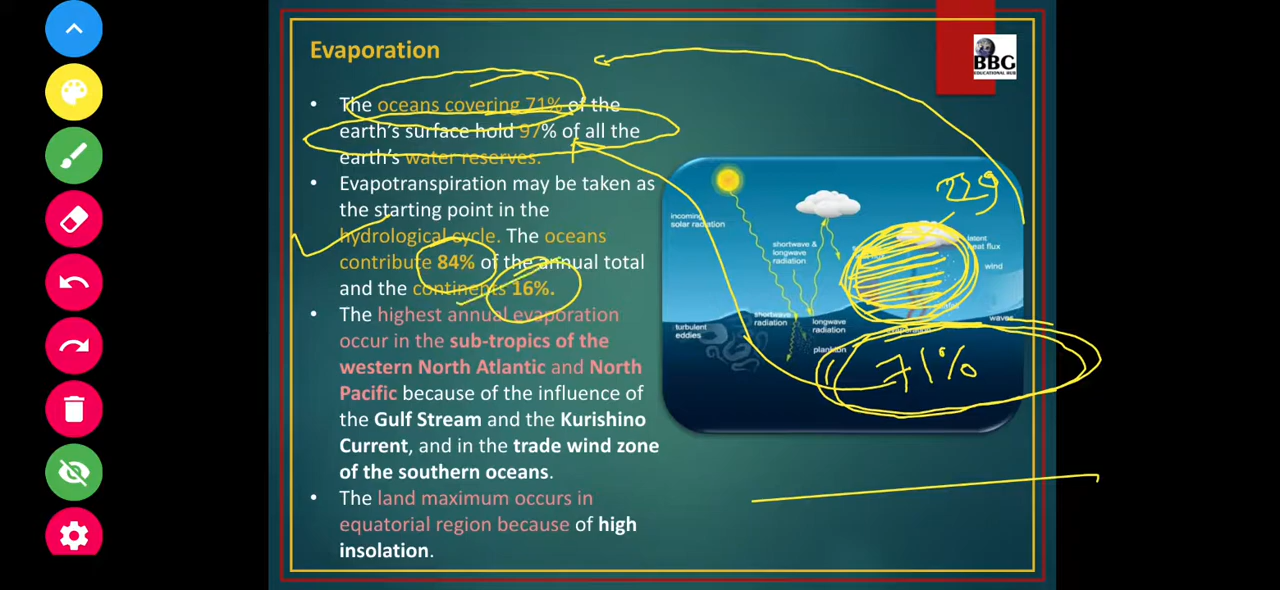 Evaporation
BBG
EDUCATIONAL HUB
• The oceans covering 71% of the
earth's surface hold 97% of all the
earth's water reserves.
• Evapotranspiration may be taken as
the starting point in the
hydrological cycle. The oceans
contribute 84% of the annual total
and the continents 16%.
• The highest annual evaporation
occur in the sub-tropics of the
western North Atlantic and North
Pacific because of the influence of
the Gulf Stream and the Kurishino
Current, and in the trade wind zone
of the southern oceans.
• The land maximum occurs in
equatorial region because of high
insolation.
incoming
solar radiation
shortwave &
longwave
radiation
latent
heat flux
wind
waves
shortwave
radiation
longwave
radiation
turbulent
eddies
plankton
71%